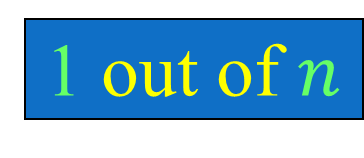 1 out of 𝑛